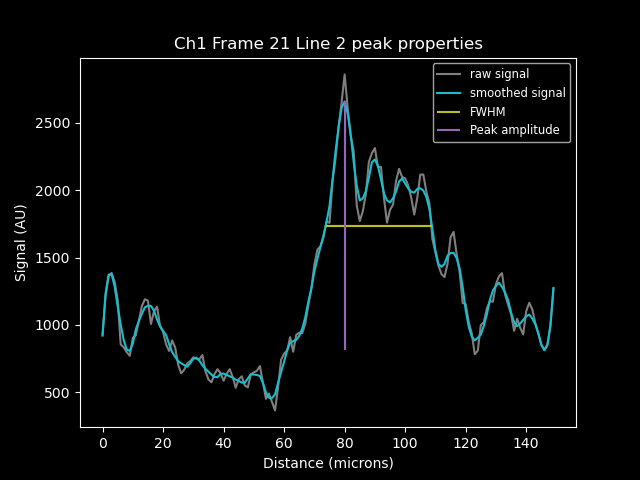 Ch1 Frame 21 Line 2 peak properties
raw signal
smoothed signal
FWHM
Peak amplitude
Signal (AU)
2500
2000
1500
1000
500
0 20 40 60 80 100 120 140
Distance (microns)